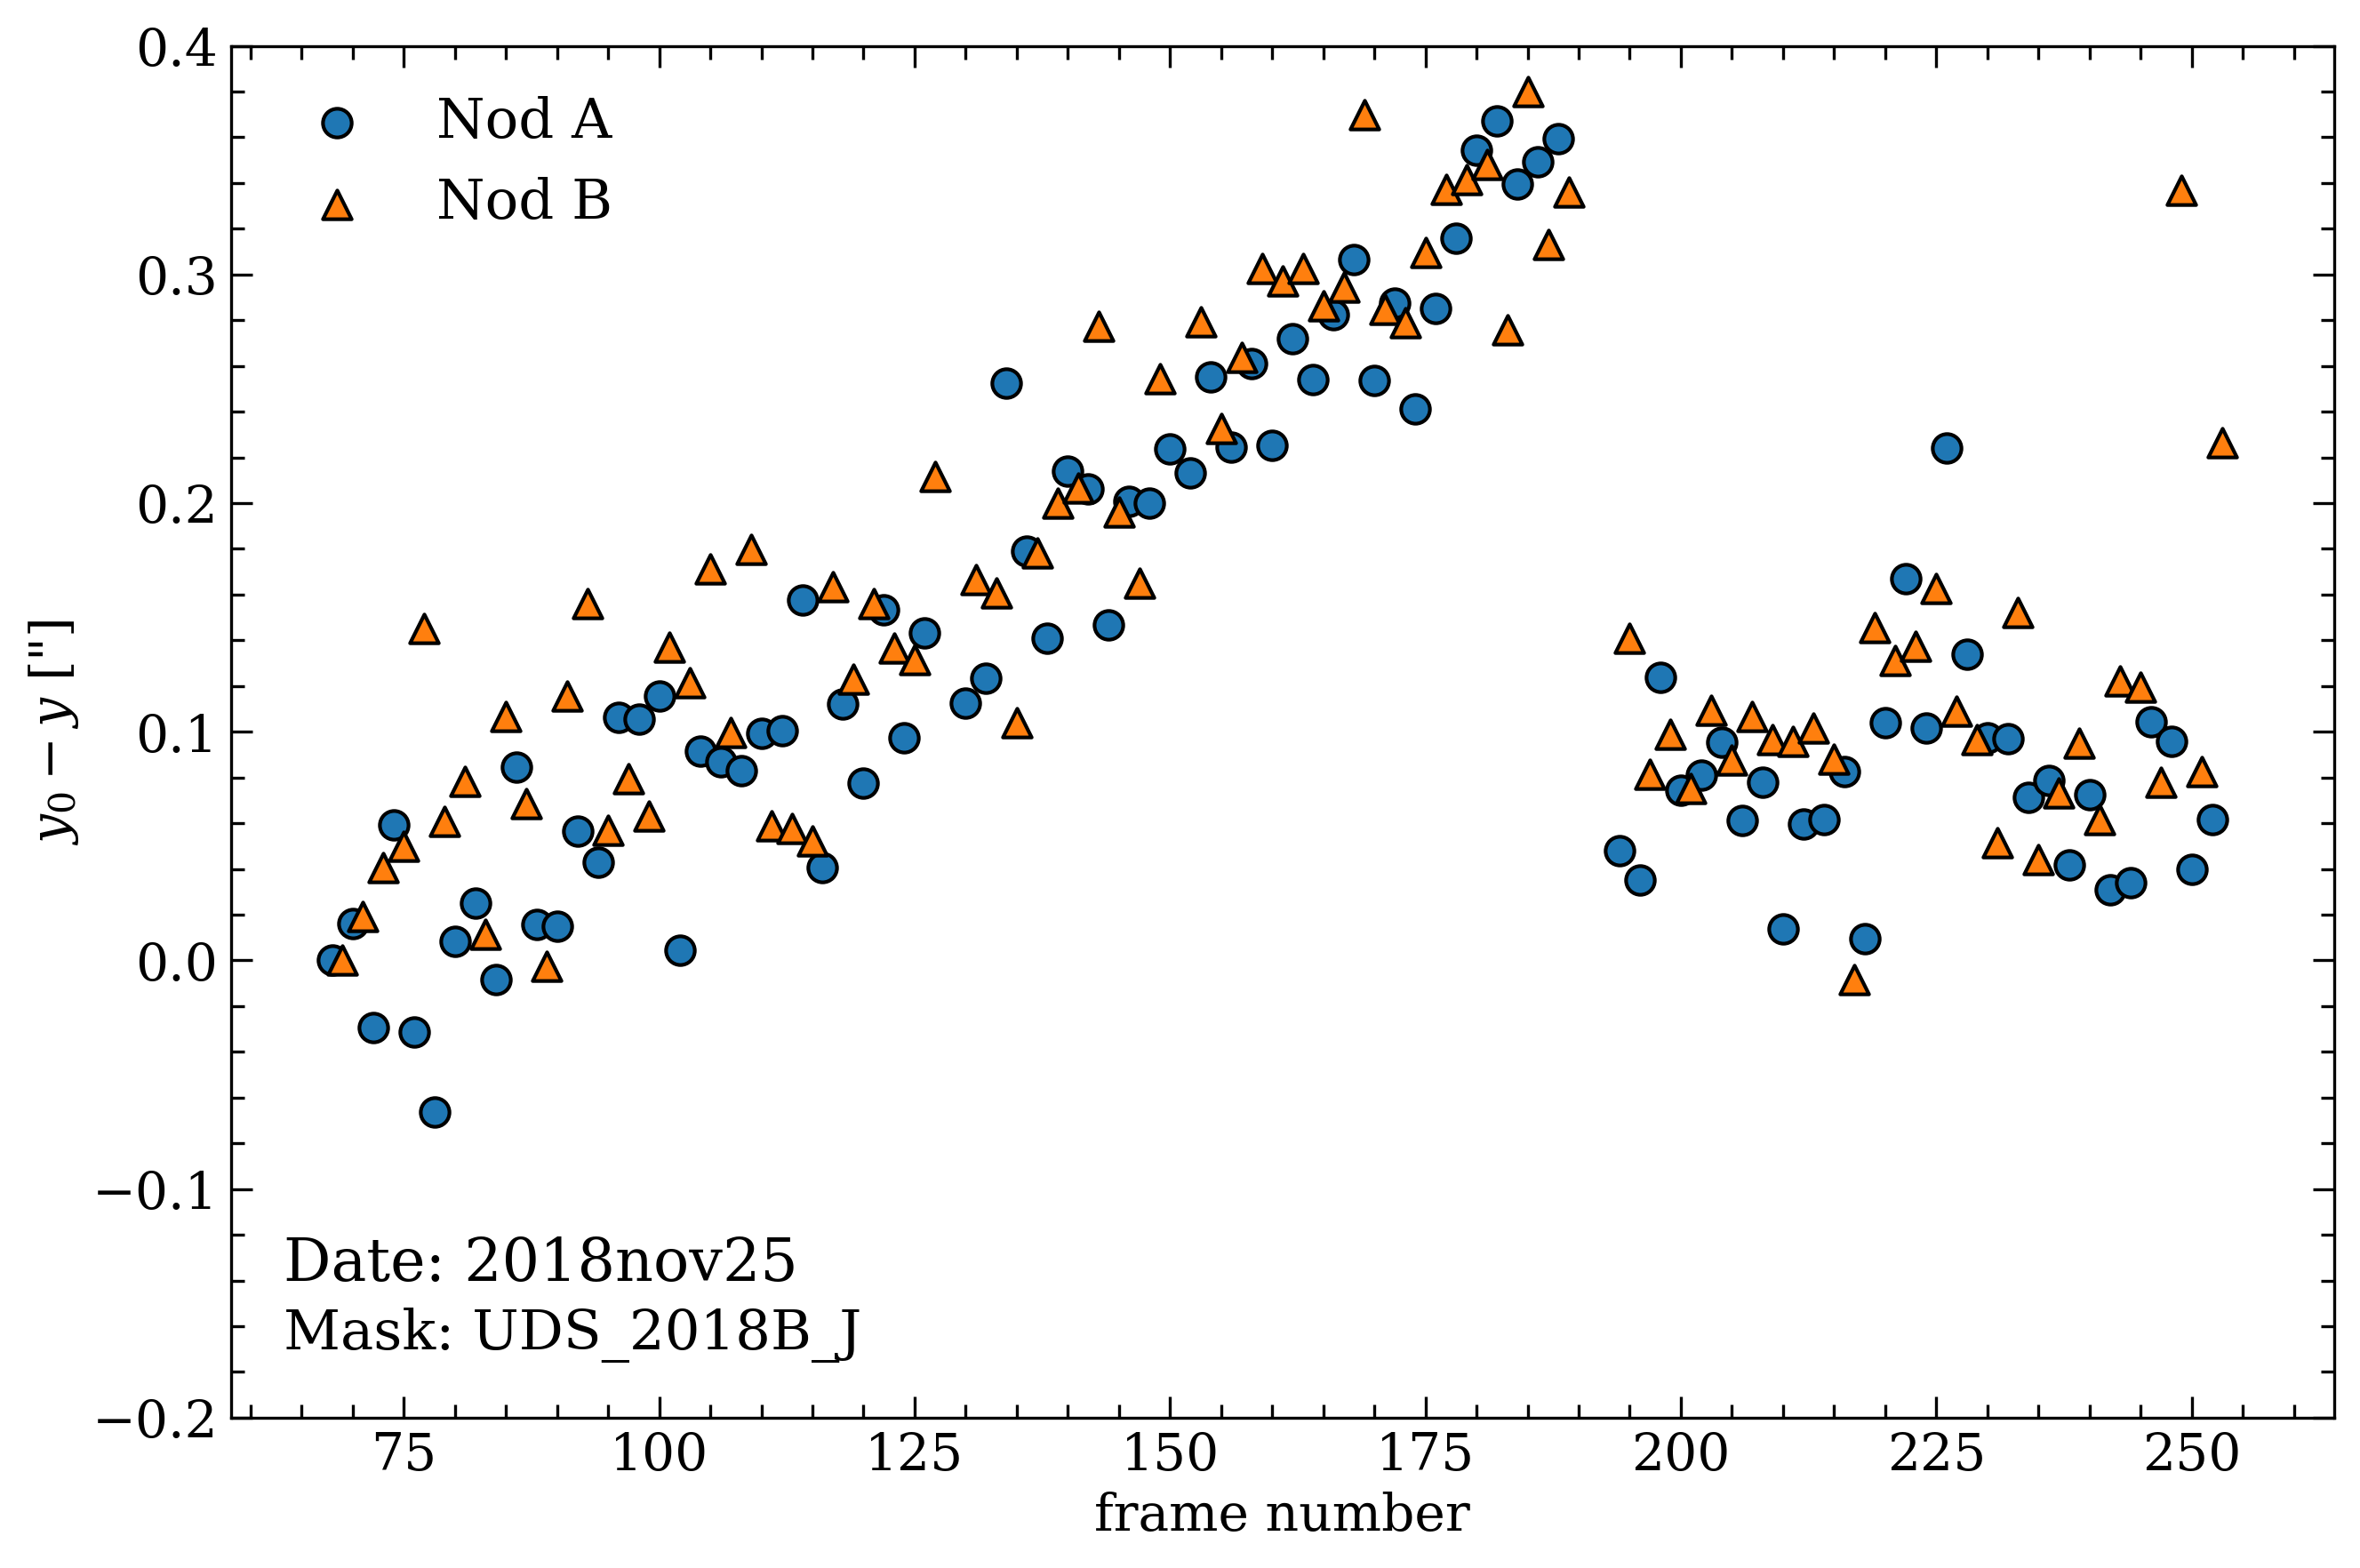 0.4
0.3
0.2
0.1
0.0
−0.1
−0.2
y₀ − y ["]
Nod A
Nod B
Date: 2018nov25
Mask: UDS_2018B_J
75 100 125 150 175 200 225 250
frame number